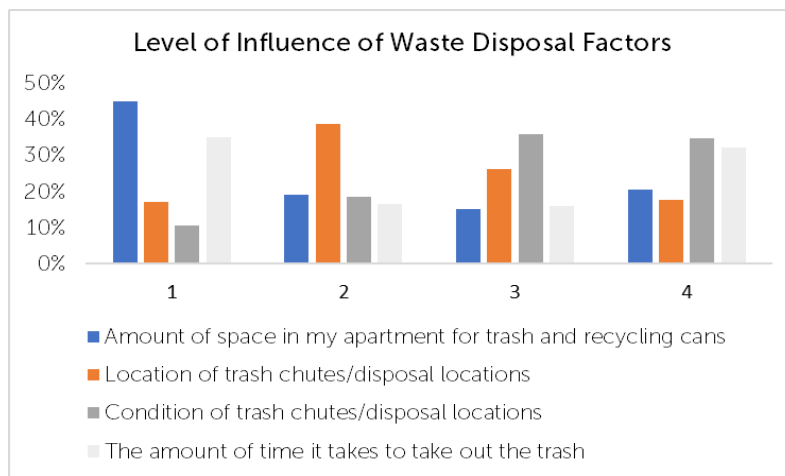 Level of Influence of Waste Disposal Factors
50%
40%
30%
20%
10%
0%
1 2 3 4
Amount of space in my apartment for trash and recycling cans
Location of trash chutes/disposal locations
Condition of trash chutes/disposal locations
The amount of time it takes to take out the trash